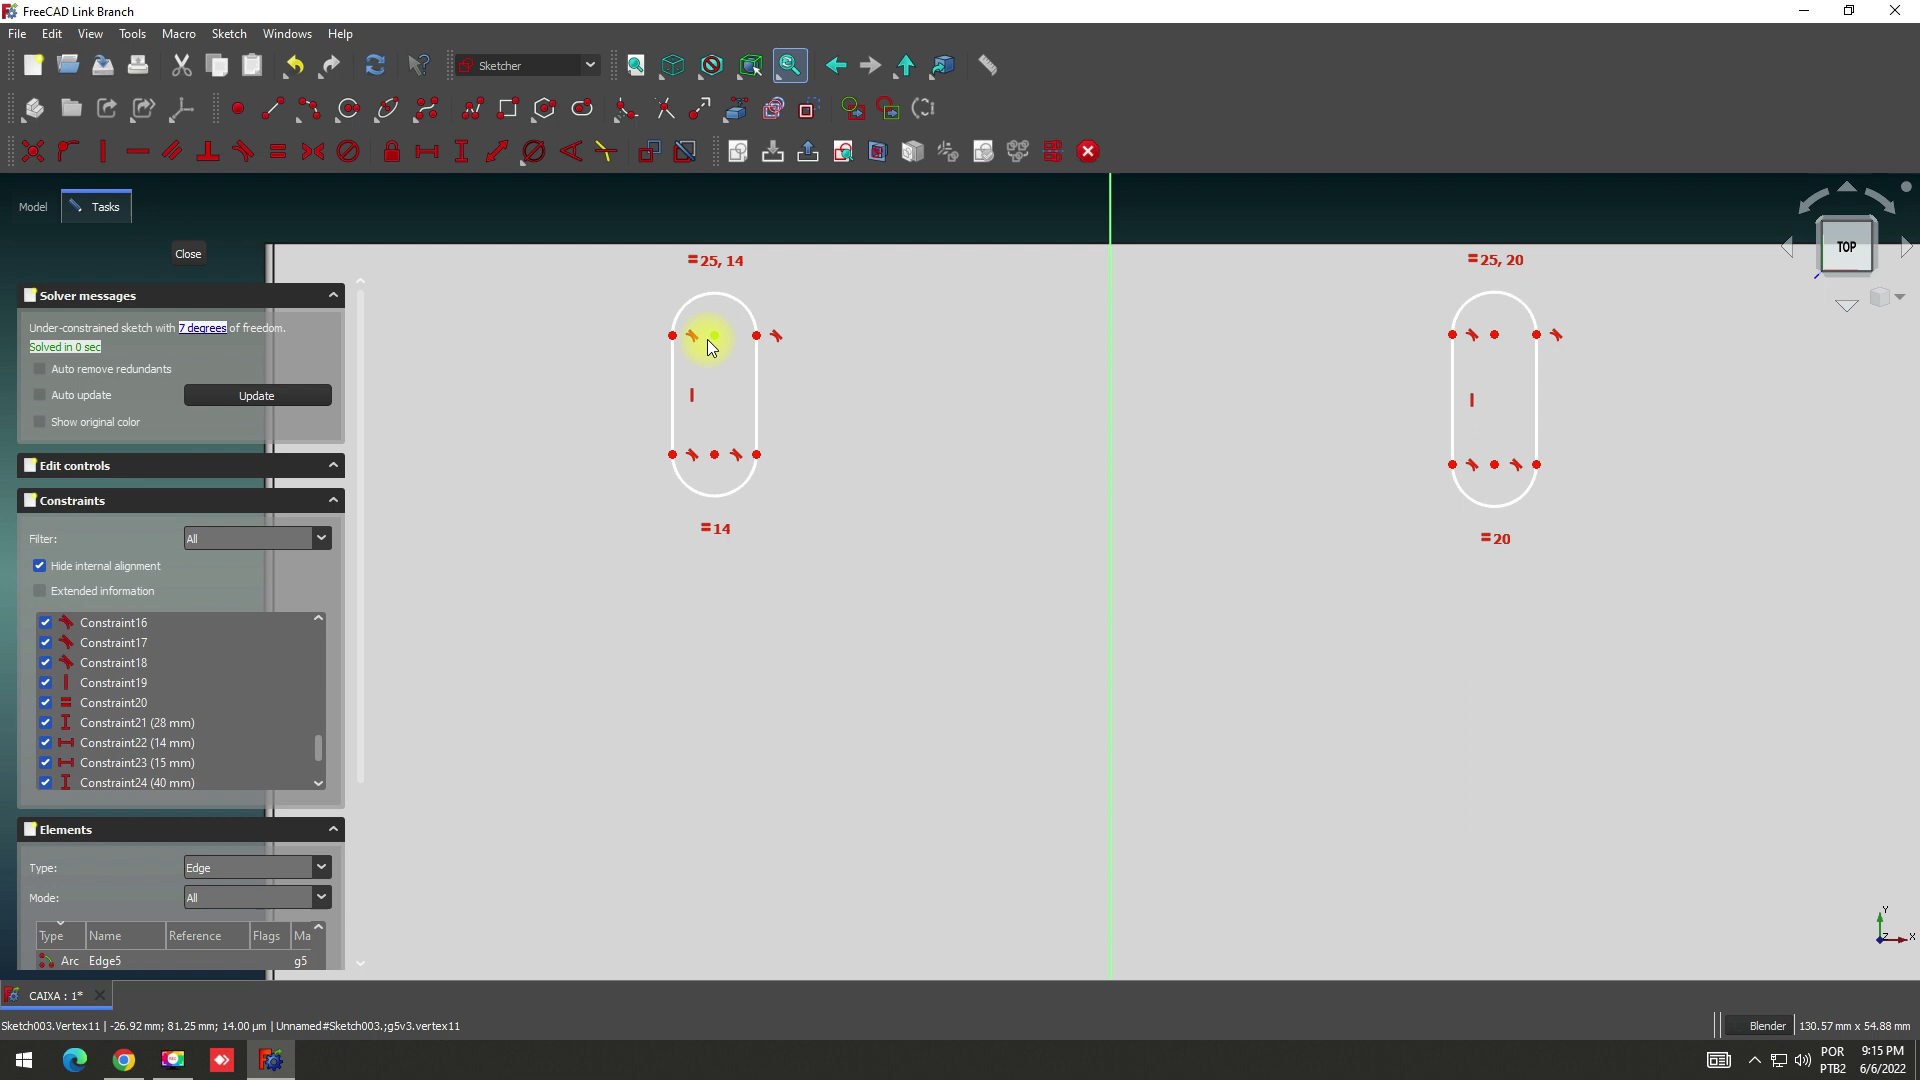 FreeCAD Link Branch
File Edit View Tools Macro Sketch Windows Help
Sketcher
Model Tasks
Close
TOP
=25, 14
=25, 20
Solver messages
Under-constrained sketch with 7 degrees of freedom.
Solved in 0 sec
Auto remove redundants
Auto update Update
Show original color
Edit controls
Constraints
=14
=20
Filter: All
Hide internal alignment
Extended information
Constraint16
Constraint17
Constraint18
Constraint19
Constraint20
Constraint21 (28 mm)
Constraint22 (14 mm)
Constraint23 (15 mm)
Constraint24 (40 mm)
Elements
Type: Edge
Mode: All
Type Name Reference Flags Ma
Arc Edge5 g5
Y
Z X
CAIXA : 1*
Sketch003.Vertex11 | -26.92 mm; 81.25 mm; 14.00 µm | Unnamed#Sketch003.;g5v3.vertex11
Blender 130.57 mm x 54.88 mm
POR 9:15 PM
PTB2 6/6/2022